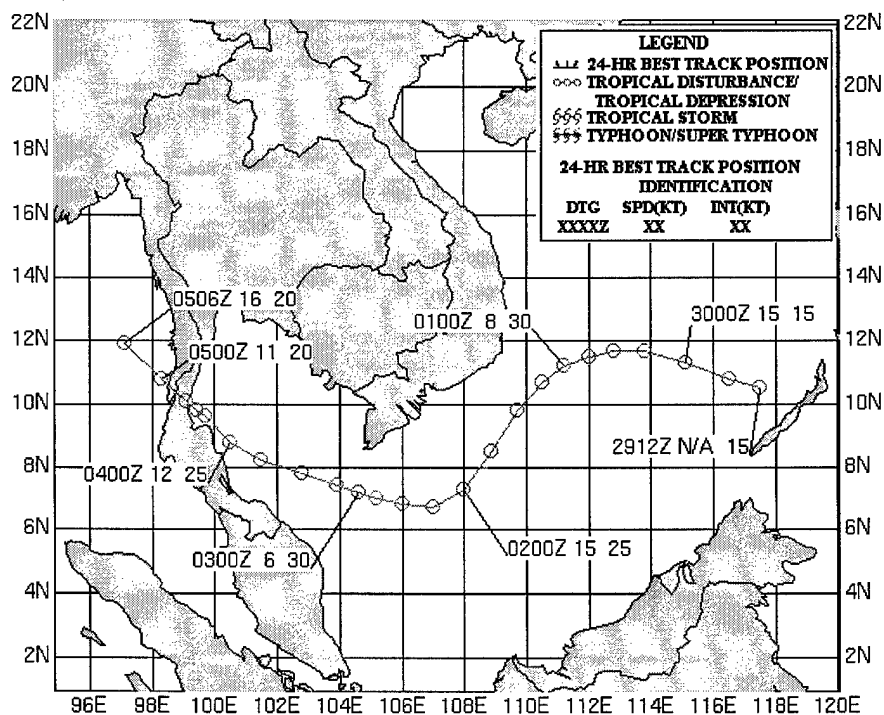 22N
22N
LEGEND
24-HR BEST TRACK POSITION
TROPICAL DISTURBANCE/
TROPICAL DEPRESSION
TROPICAL STORM
TYPHOON/SUPER TYPHOON
24-HR BEST TRACK POSITION
IDENTIFICATION
DTG SPD(KT) INT(KT)
XXXXZ XX XX
20N
20N
18N
18N
16N
16N
14N
14N
0506Z 16 20
0100Z 8 30
3000Z 15 15
12N
12N
0500Z 11 20
10N
10N
2912Z N/A 15
8N
8N
0400Z 12 25
6N
6N
0300Z 6 30
0200Z 15 25
4N
4N
2N
2N
96E 98E 100E 102E 104E 106E 108E 110E 112E 114E 116E 118E 120E